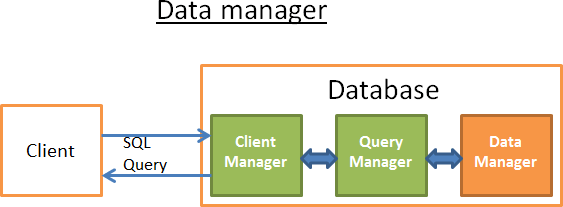 Data manager
Database
Client
SQL
Query
Client
Manager
Query
Manager
Data
Manager